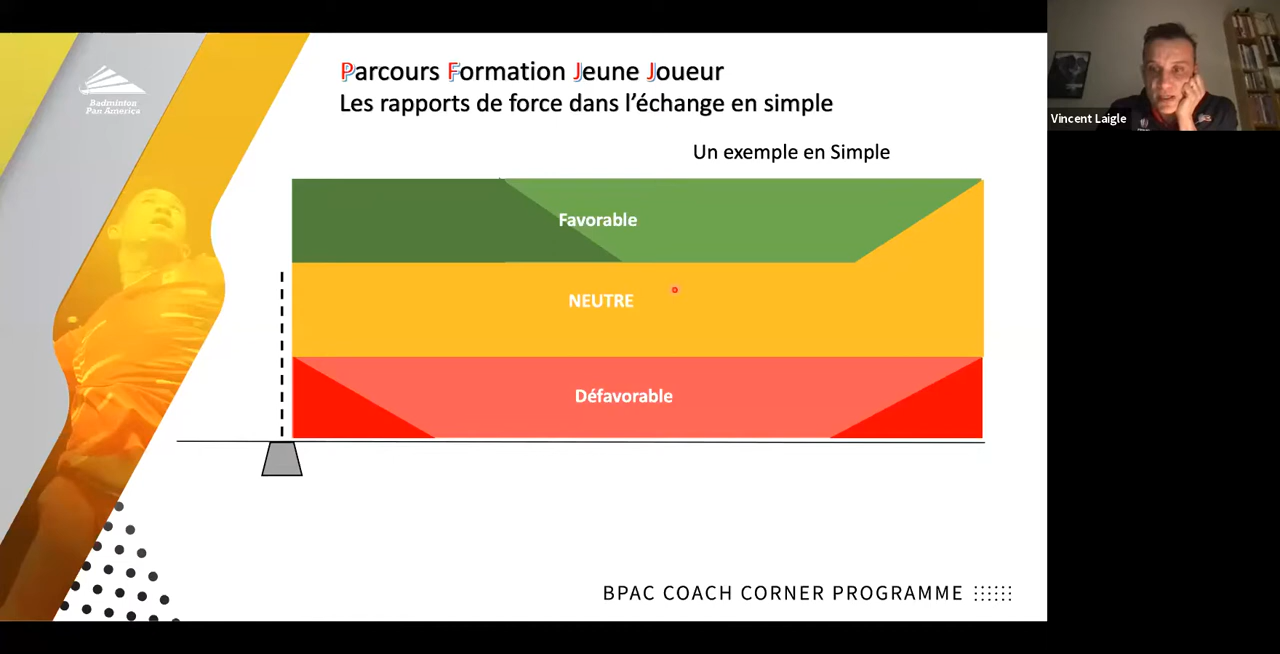 Badminton
Pan America
Parcours Formation Jeune Joueur
Les rapports de force dans l’échange en simple
Un exemple en Simple
Favorable
NEUTRE
Défavorable
BPAC COACH CORNER PROGRAMME
Vincent Laigle